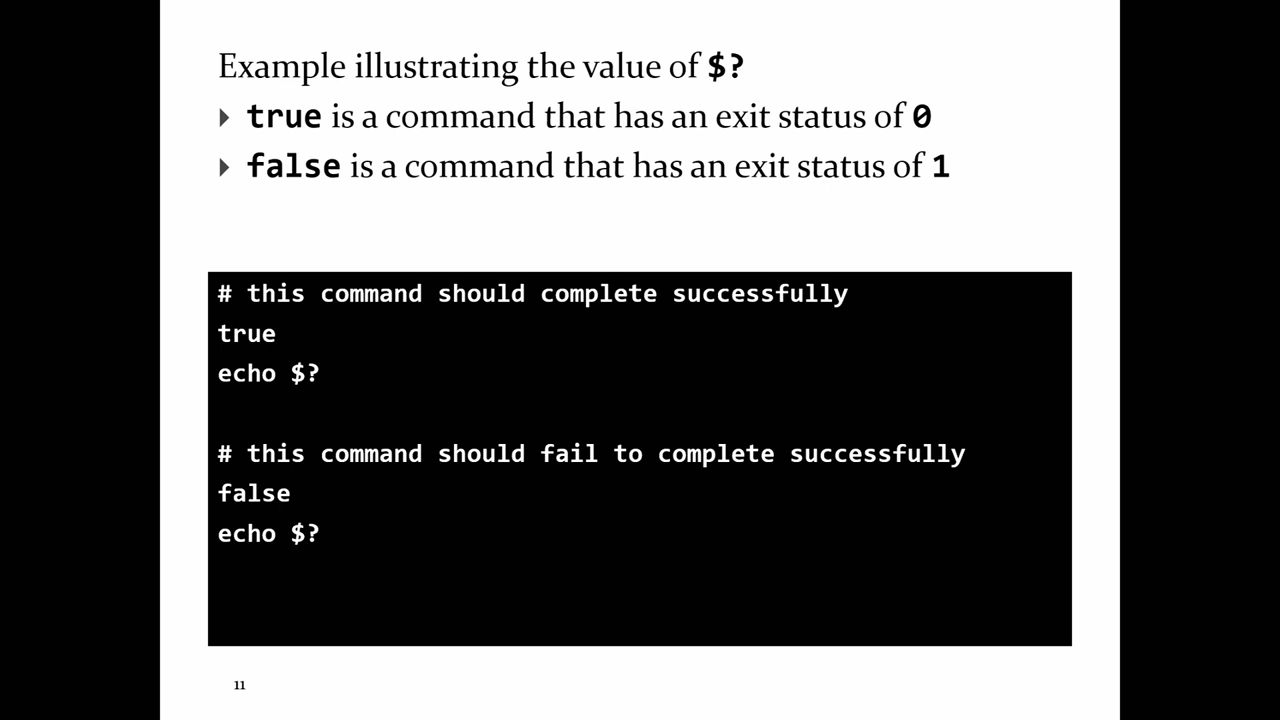 Example illustrating the value of $?
true is a command that has an exit status of 0
false is a command that has an exit status of 1
# this command should complete successfully
true
echo $?
# this command should fail to complete successfully
false
echo $?
11